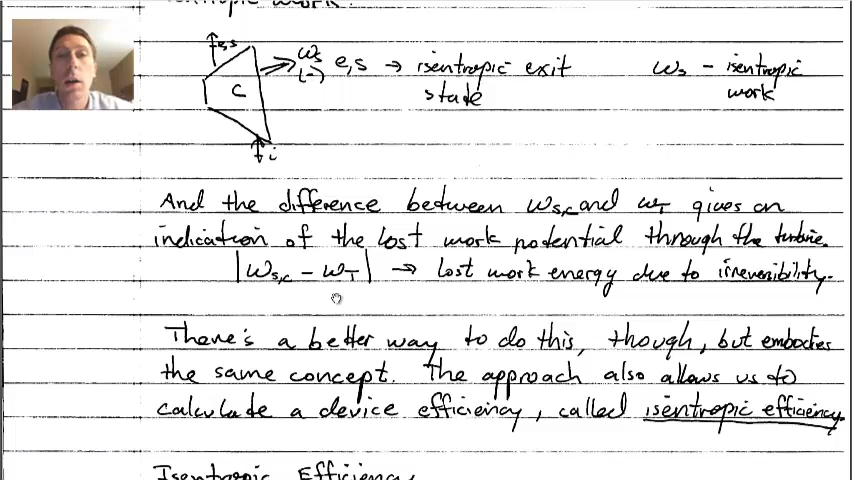 isentropic work.
e,s
ws
(-)
e,s → isentropic exit
state
ws - isentropic
work
C
i
And the difference between ws,c and wT gives an
indication of the lost work potential through the turbine.
|ws,c - wT| → lost work energy due to irreversibility.
There's a better way to do this, though, but embodies
the same concept. The approach also allows us to
calculate a device efficiency, called isentropic efficiency
Isentropic Efficiency